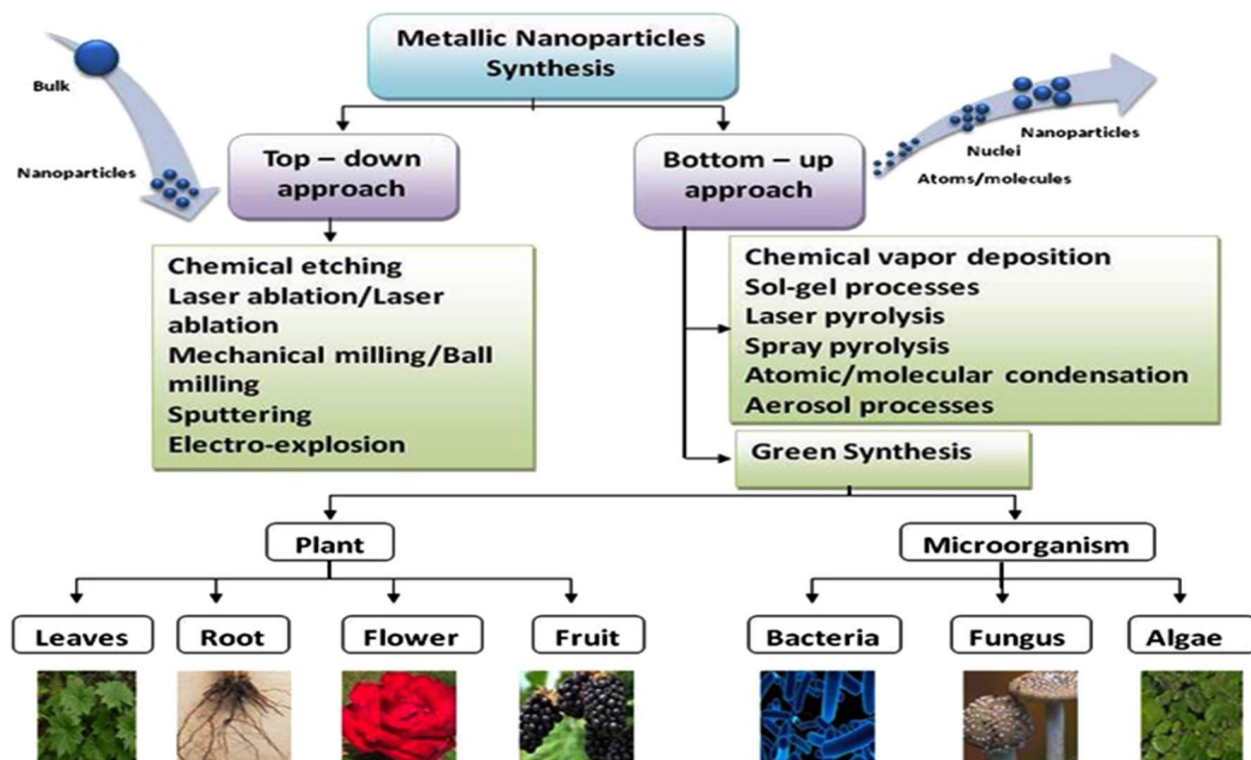 Metallic Nanoparticles
Synthesis
Bulk
Nanoparticles
Top – down
approach
Bottom – up
approach
Nanoparticles
Nuclei
Atoms/molecules
Chemical etching
Laser ablation/Laser
ablation
Mechanical milling/Ball
milling
Sputtering
Electro-explosion
Chemical vapor deposition
Sol-gel processes
Laser pyrolysis
Spray pyrolysis
Atomic/molecular condensation
Aerosol processes
Green Synthesis
Plant
Microorganism
Leaves
Root
Flower
Fruit
Bacteria
Fungus
Algae